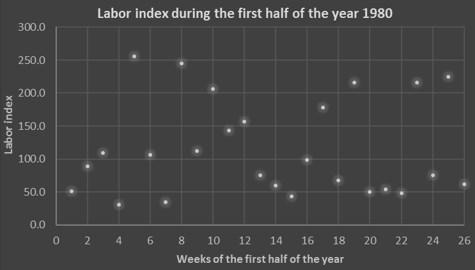 Labor index during the first half of the year 1980
300.0
250.0
200.0
150.0
100.0
50.0
0.0
Labor index
0 2 4 6 8 10 12 14 16 18 20 22 24 26
Weeks of the first half of the year